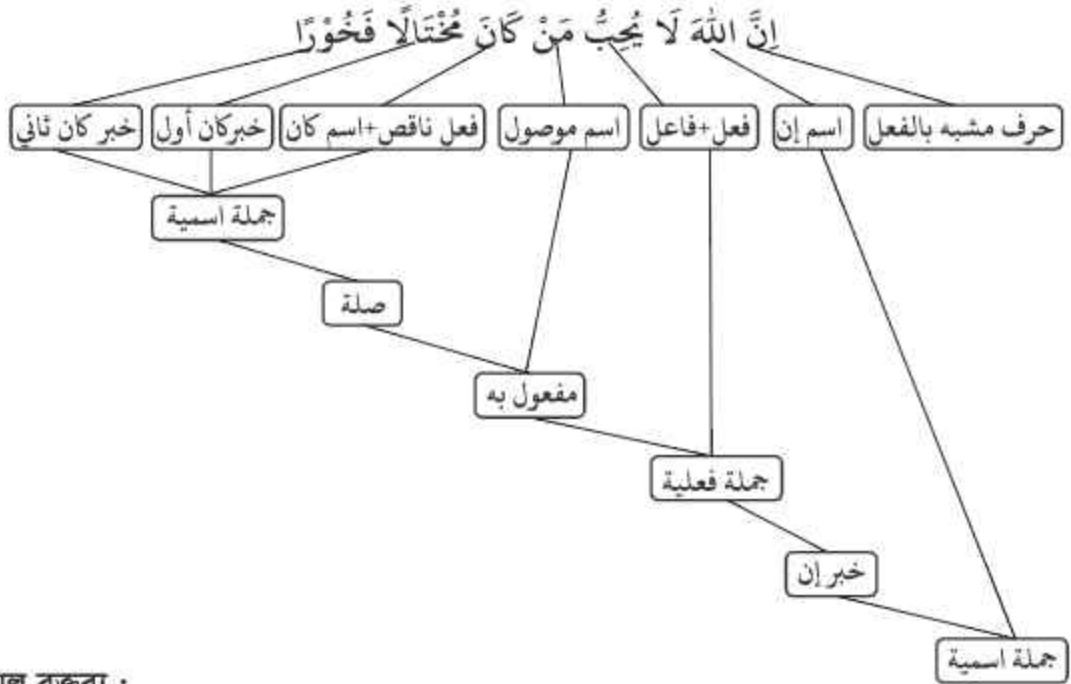 اِنَّ اللهَ لَا يُحِبُّ مَنْ كَانَ مُخْتَالًا فَخُوْرًا
حرف مشبه بالفعل اسم إن فعل+فاعل اسم موصول فعل ناقص+اسم كان خبركان أول خبر كان ثاني
جملة اسمية
صلة
مفعول به
جملة فعلية
خبر إن
جملة اسمية